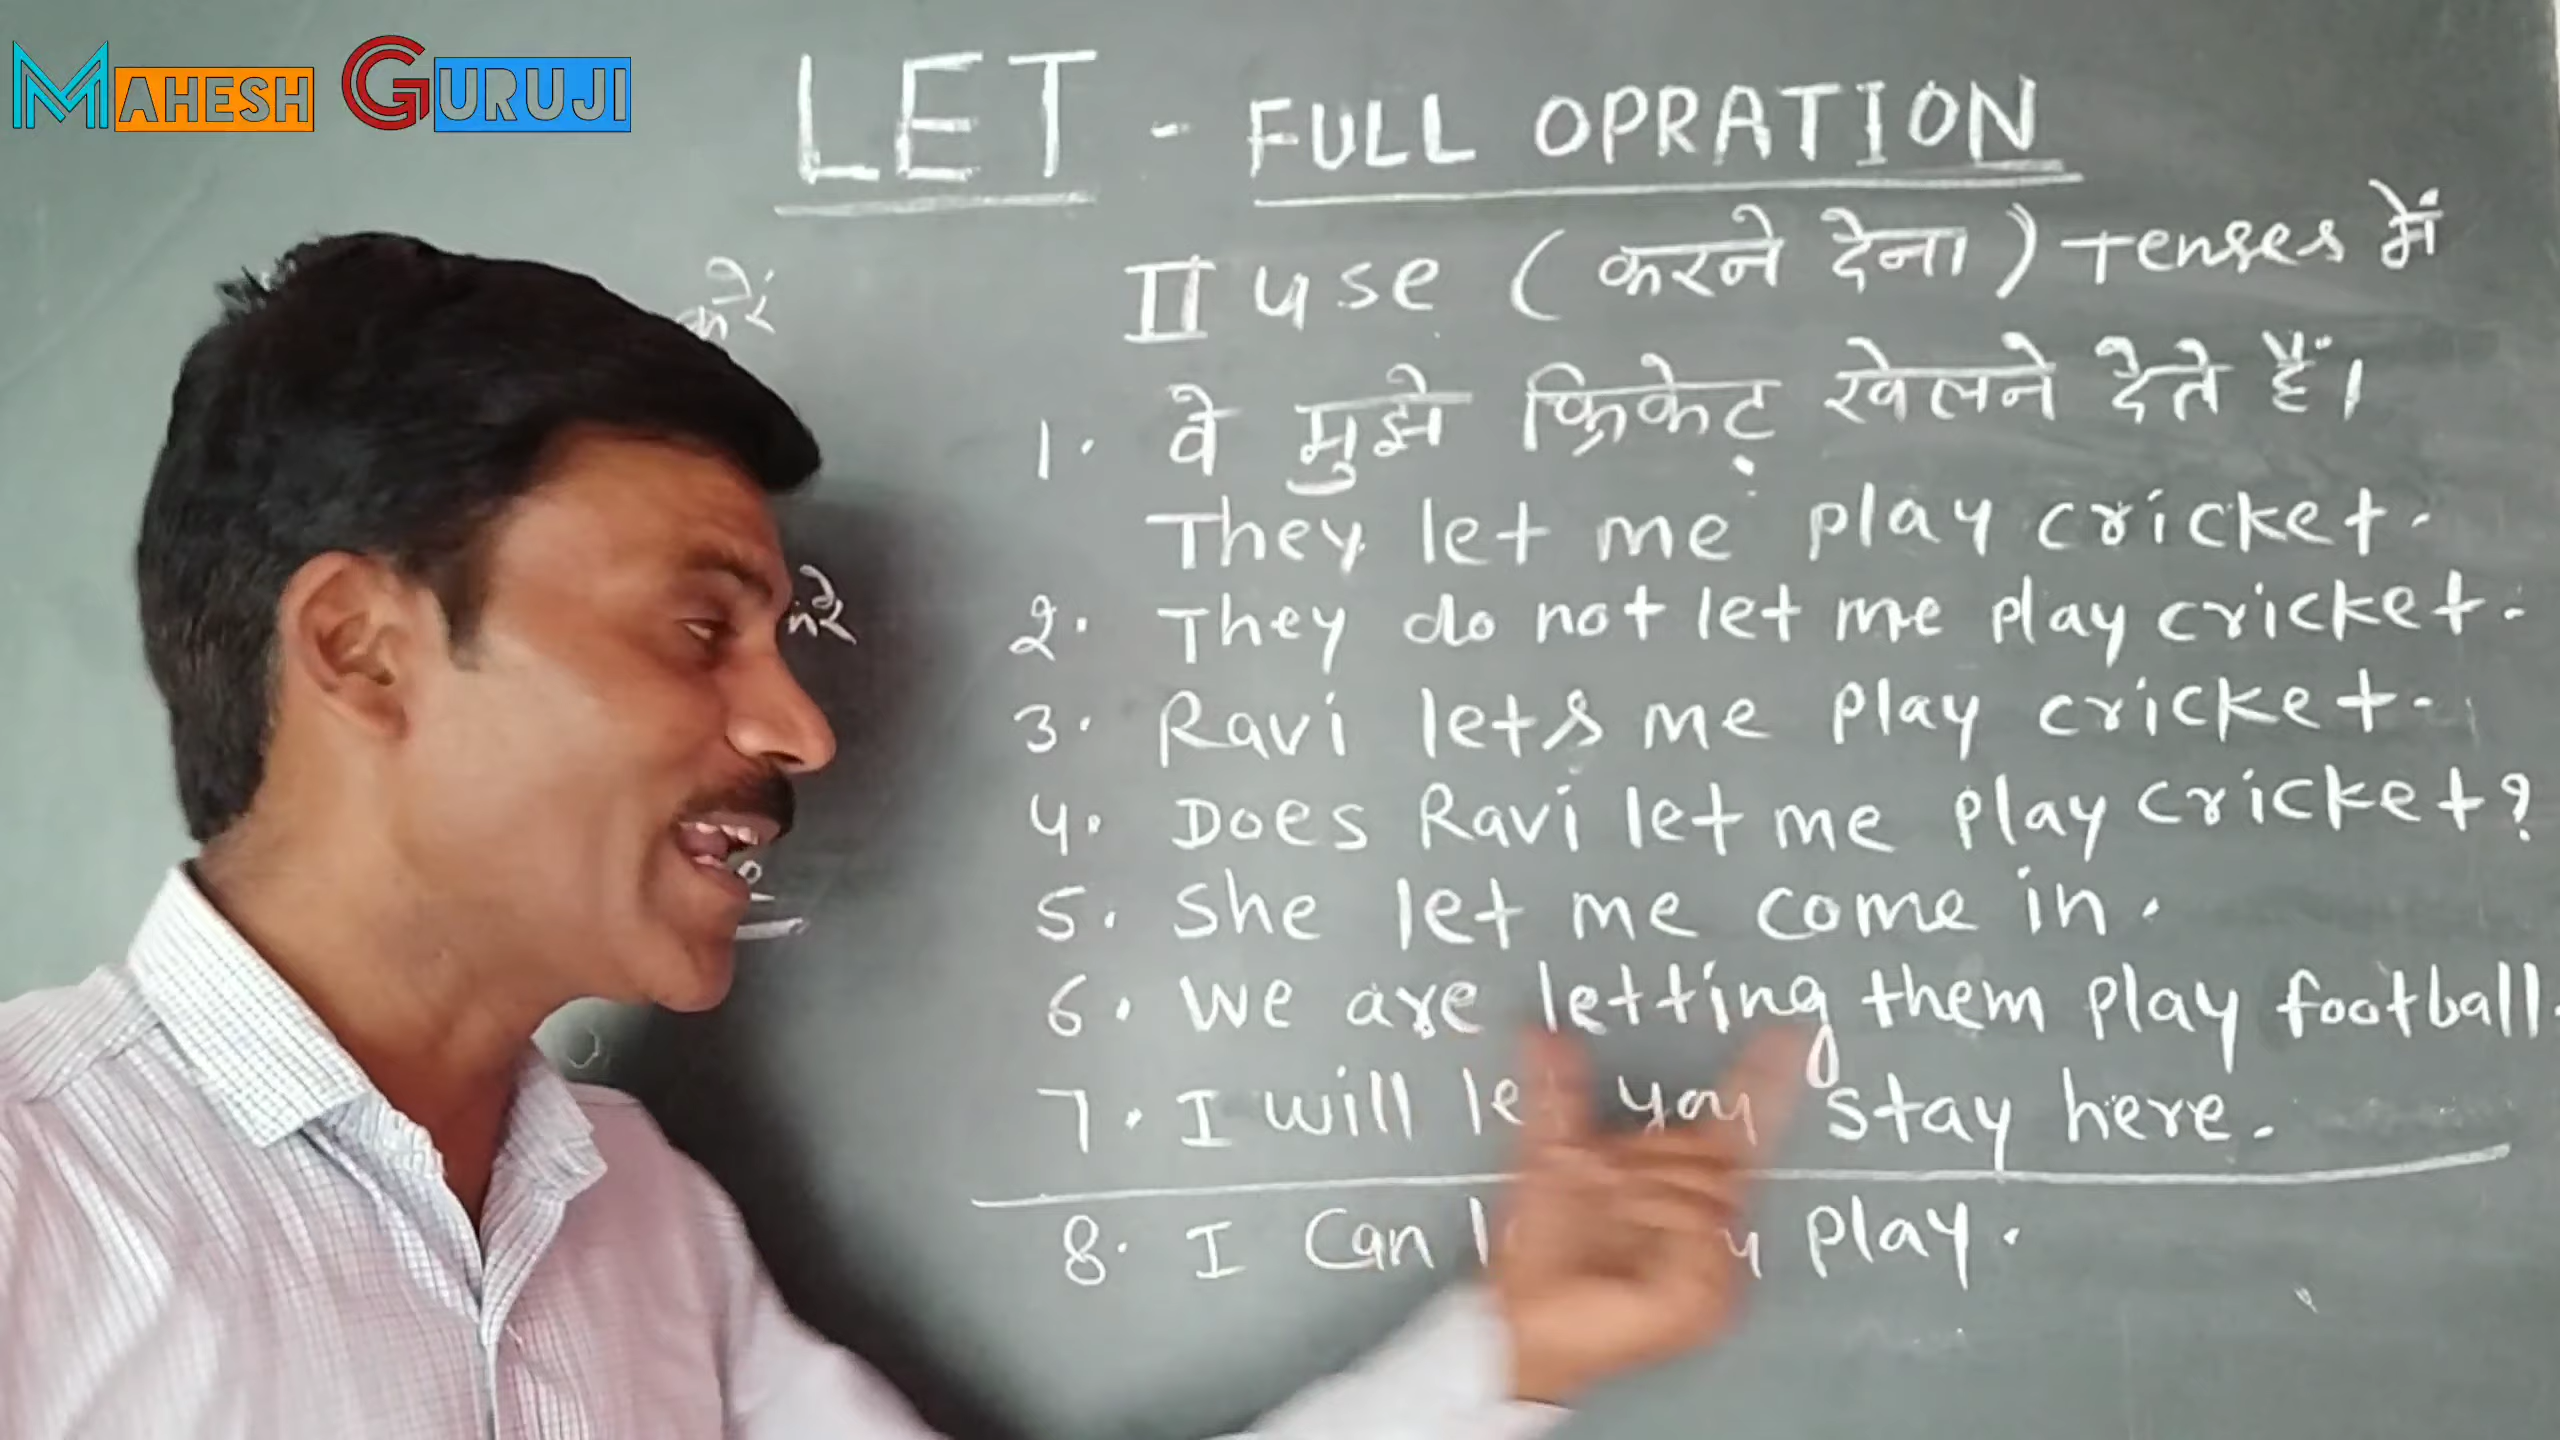 MAHESH GURUJI
LET - FULL OPRATION
II use (करने देना) tenses में
करें
1. वे मुझे क्रिकेट खेलने देते हैं।
They let me play cricket.
2. They do not let me play cricket.
3. Ravi lets me play cricket.
4. Does Ravi let me play cricket?
5. She let me come in.
6. We are letting them play football.
7. I will let you stay here.
8. I Can play.